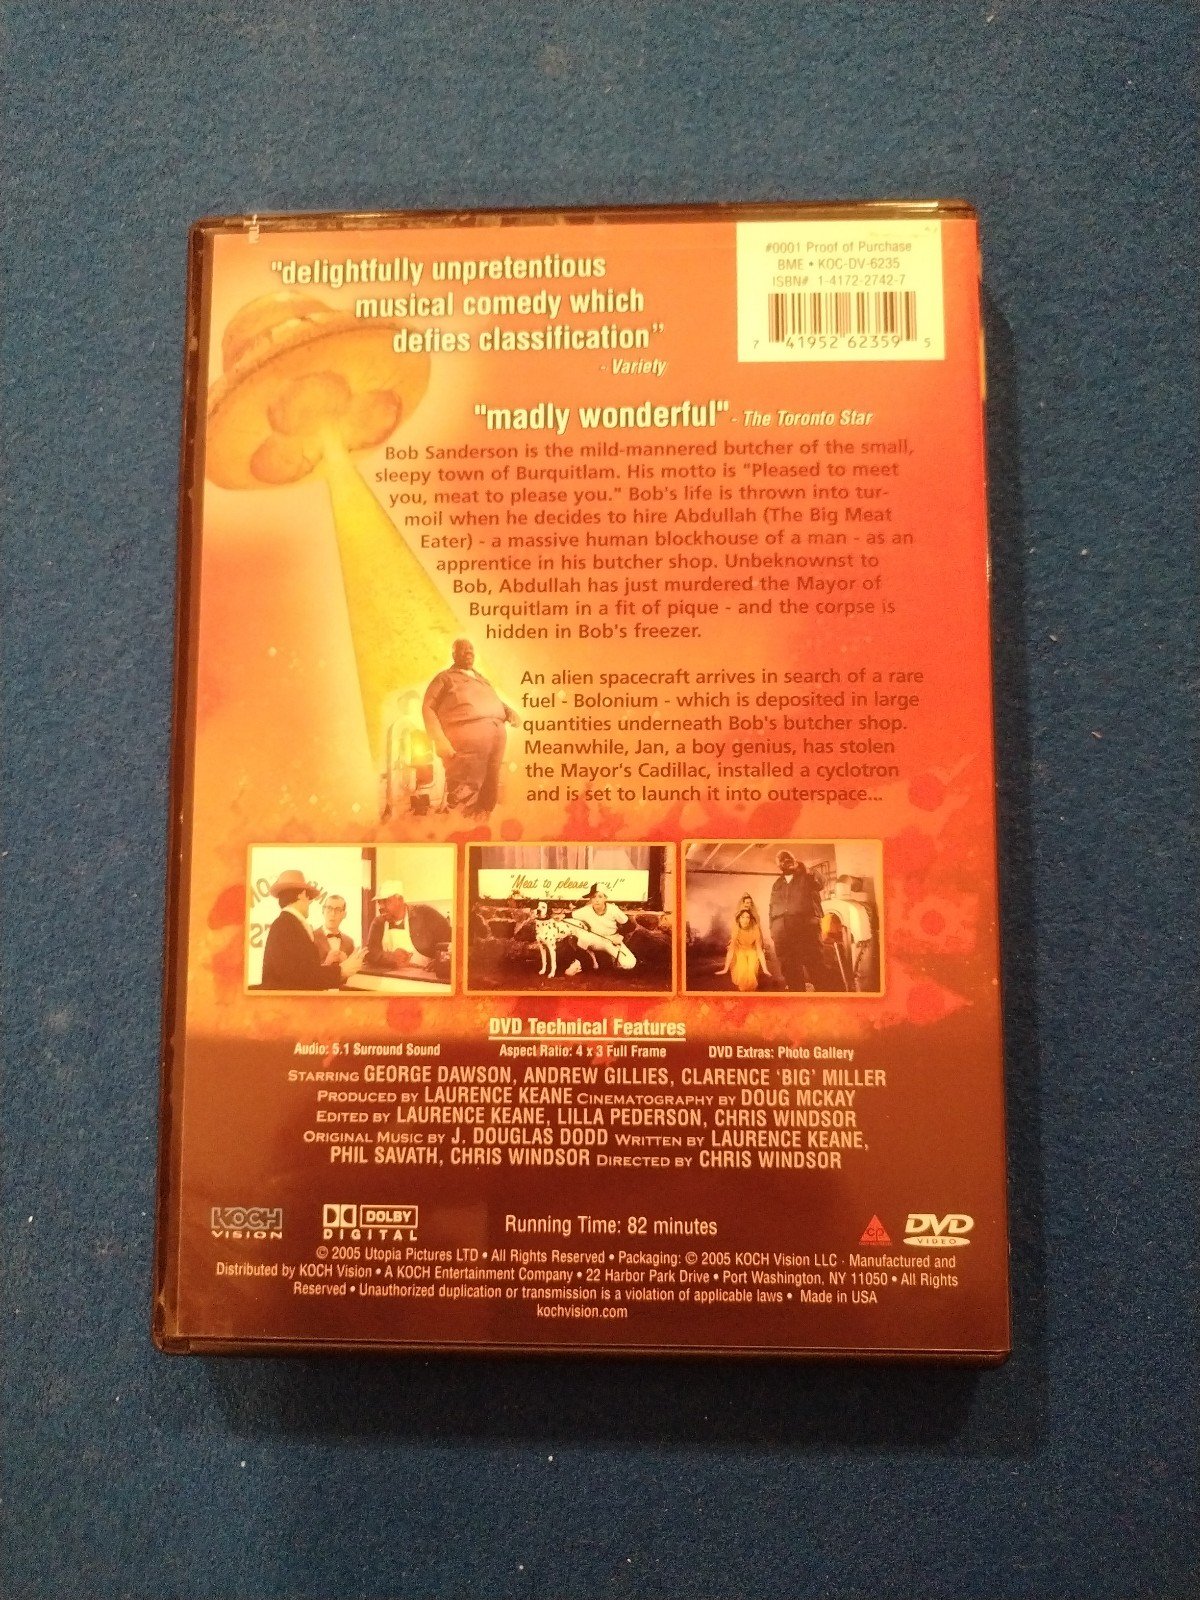 "delightfully unpretentious
musical comedy which
defies classification"
- Variety
#0001 Proof of Purchase
BME • KOC-DV-6235
ISBN# 1-4172-2742-7
7 41952 62359 5
"madly wonderful" - The Toronto Star
Bob Sanderson is the mild-mannered butcher of the small,
sleepy town of Burquitlam. His motto is "Pleased to meet
you, meat to please you." Bob's life is thrown into tur-
moil when he decides to hire Abdullah (The Big Meat
Eater) - a massive human blockhouse of a man - as an
apprentice in his butcher shop. Unbeknownst to
Bob, Abdullah has just murdered the Mayor of
Burquitlam in a fit of pique - and the corpse is
hidden in Bob's freezer.
An alien spacecraft arrives in search of a rare
fuel - Bolonium - which is deposited in large
quantities underneath Bob's butcher shop.
Meanwhile, Jan, a boy genius, has stolen
the Mayor's Cadillac, installed a cyclotron
and is set to launch it into outerspace...
"Meat to please
DVD Technical Features
Audio: 5.1 Surround Sound Aspect Ratio: 4 x 3 Full Frame DVD Extras: Photo Gallery
STARRING GEORGE DAWSON, ANDREW GILLIES, CLARENCE 'BIG' MILLER
PRODUCED BY LAURENCE KEANE CINEMATOGRAPHY BY DOUG MCKAY
EDITED BY LAURENCE KEANE, LILLA PEDERSON, CHRIS WINDSOR
ORIGINAL MUSIC BY J. DOUGLAS DODD WRITTEN BY LAURENCE KEANE,
PHIL SAVATH, CHRIS WINDSOR DIRECTED BY CHRIS WINDSOR
KOCH
VISION
DOLBY
DIGITAL
Running Time: 82 minutes
cp
DVD
VIDEO
© 2005 Utopia Pictures LTD • All Rights Reserved • Packaging: © 2005 KOCH Vision LLC · Manufactured and
Distributed by KOCH Vision • A KOCH Entertainment Company • 22 Harbor Park Drive • Port Washington, NY 11050 • All Rights
Reserved • Unauthorized duplication or transmission is a violation of applicable laws • Made in USA
kochvision.com